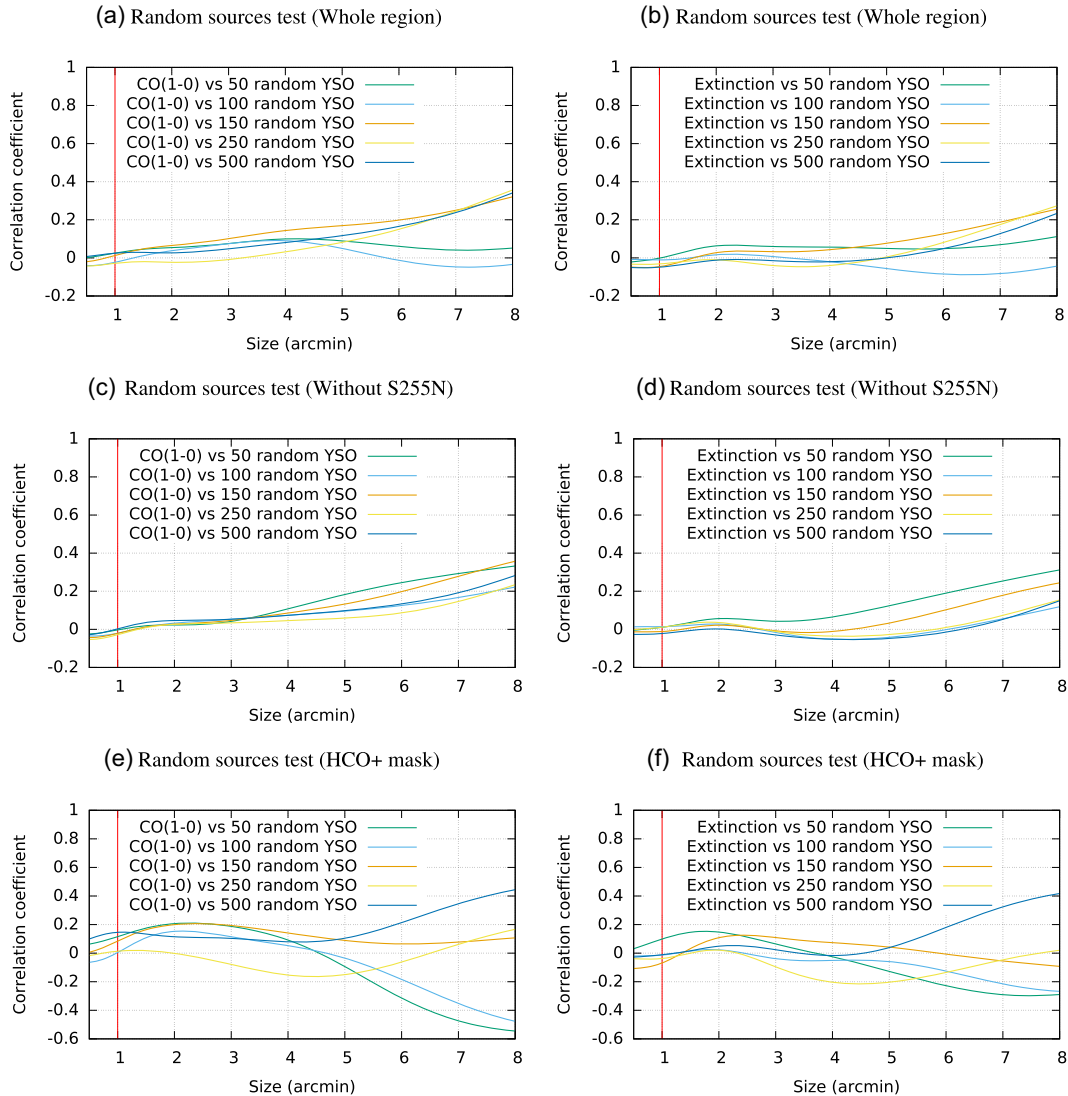 (a) Random sources test (Whole region)
Correlation coefficient
1
0.8
0.6
0.4
0.2
0
-0.2
CO(1-0) vs 50 random YSO
CO(1-0) vs 100 random YSO
CO(1-0) vs 150 random YSO
CO(1-0) vs 250 random YSO
CO(1-0) vs 500 random YSO
1 2 3 4 5 6 7 8
Size (arcmin)
(b) Random sources test (Whole region)
Correlation coefficient
1
0.8
0.6
0.4
0.2
0
-0.2
Extinction vs 50 random YSO
Extinction vs 100 random YSO
Extinction vs 150 random YSO
Extinction vs 250 random YSO
Extinction vs 500 random YSO
1 2 3 4 5 6 7 8
Size (arcmin)
(c) Random sources test (Without S255N)
Correlation coefficient
1
0.8
0.6
0.4
0.2
0
-0.2
CO(1-0) vs 50 random YSO
CO(1-0) vs 100 random YSO
CO(1-0) vs 150 random YSO
CO(1-0) vs 250 random YSO
CO(1-0) vs 500 random YSO
1 2 3 4 5 6 7 8
Size (arcmin)
(d) Random sources test (Without S255N)
Correlation coefficient
1
0.8
0.6
0.4
0.2
0
-0.2
Extinction vs 50 random YSO
Extinction vs 100 random YSO
Extinction vs 150 random YSO
Extinction vs 250 random YSO
Extinction vs 500 random YSO
1 2 3 4 5 6 7 8
Size (arcmin)
(e) Random sources test (HCO+ mask)
Correlation coefficient
1
0.8
0.6
0.4
0.2
0
-0.2
-0.4
-0.6
CO(1-0) vs 50 random YSO
CO(1-0) vs 100 random YSO
CO(1-0) vs 150 random YSO
CO(1-0) vs 250 random YSO
CO(1-0) vs 500 random YSO
1 2 3 4 5 6 7 8
Size (arcmin)
(f) Random sources test (HCO+ mask)
Correlation coefficient
1
0.8
0.6
0.4
0.2
0
-0.2
-0.4
-0.6
Extinction vs 50 random YSO
Extinction vs 100 random YSO
Extinction vs 150 random YSO
Extinction vs 250 random YSO
Extinction vs 500 random YSO
1 2 3 4 5 6 7 8
Size (arcmin)